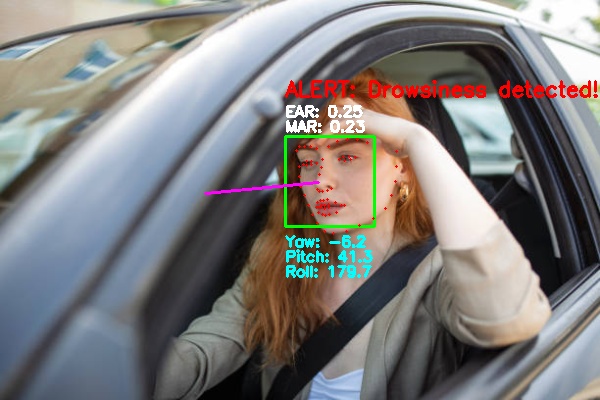 ALERT: Drowsiness detected!
EAR: 0.25
MAR: 0.23
Yaw: -6.2
Pitch: 41.3
Roll: 179.7